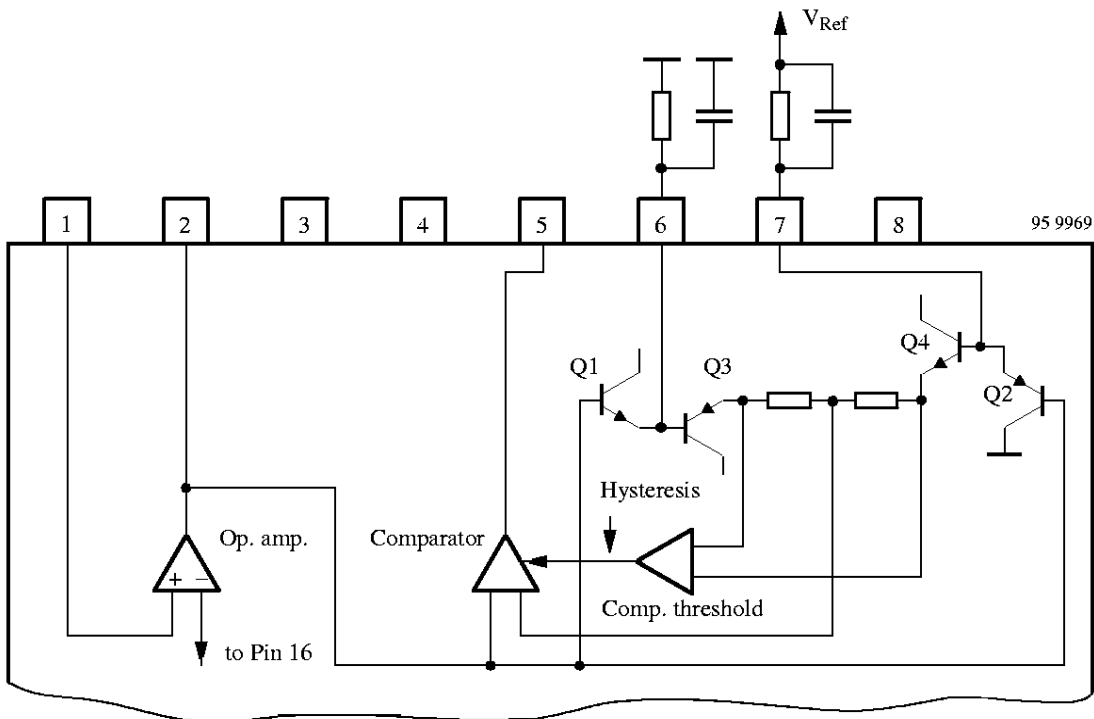 V_Ref
1 2 3 4 5 6 7 8 95 9969
Q4
Q1 Q3
Q2
Hysteresis
Op. amp. Comparator
+ −
Comp. threshold
to Pin 16